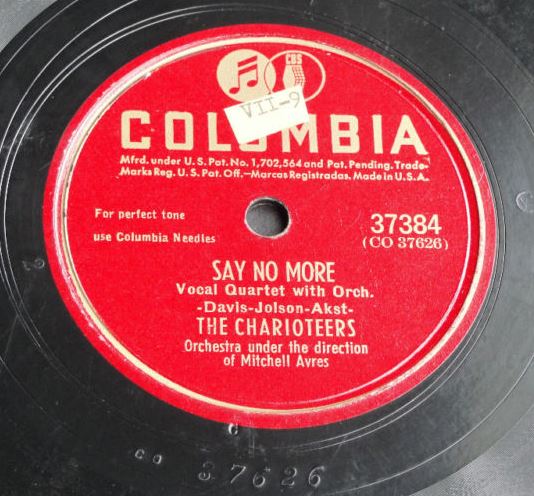 CBS
VII-9
COLUMBIA
Mfrd. under U.S. Pat. No. 1,702,564 and Pat. Pending. Trade-
Marks Reg. U.S. Pat. Off.—Marcas Registradas. Made in U.S.A.
For perfect tone
use Columbia Needles
37384
(CO 37626)
SAY NO MORE
Vocal Quartet with Orch.
-Davis-Jolson-Akst-
THE CHARIOTEERS
Orchestra under the direction
of Mitchell Ayres
C
CO 37626